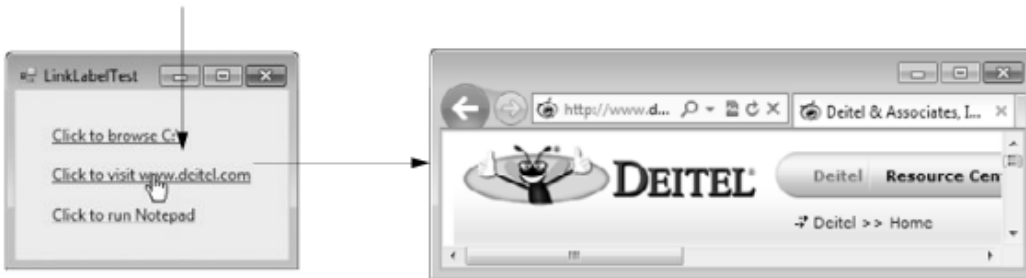 LinkLabelTest
Click to browse C:\
Click to visit www.deitel.com
Click to run Notepad
http://www.d...
Deitel & Associates, I...
DEITEL
Deitel Resource Cen
Deitel >> Home